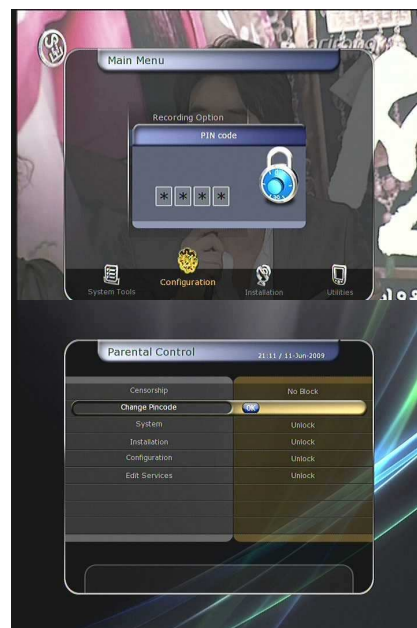 arirang
Main Menu
Recording Option
PIN code
* * * *
System Tools
Configuration
Installation
Utilities
Parental Control
21:11 / 11-Jun-2009
Censorship
No Block
Change Pincode
OK
System
Unlock
Installation
Unlock
Configuration
Unlock
Edit Services
Unlock